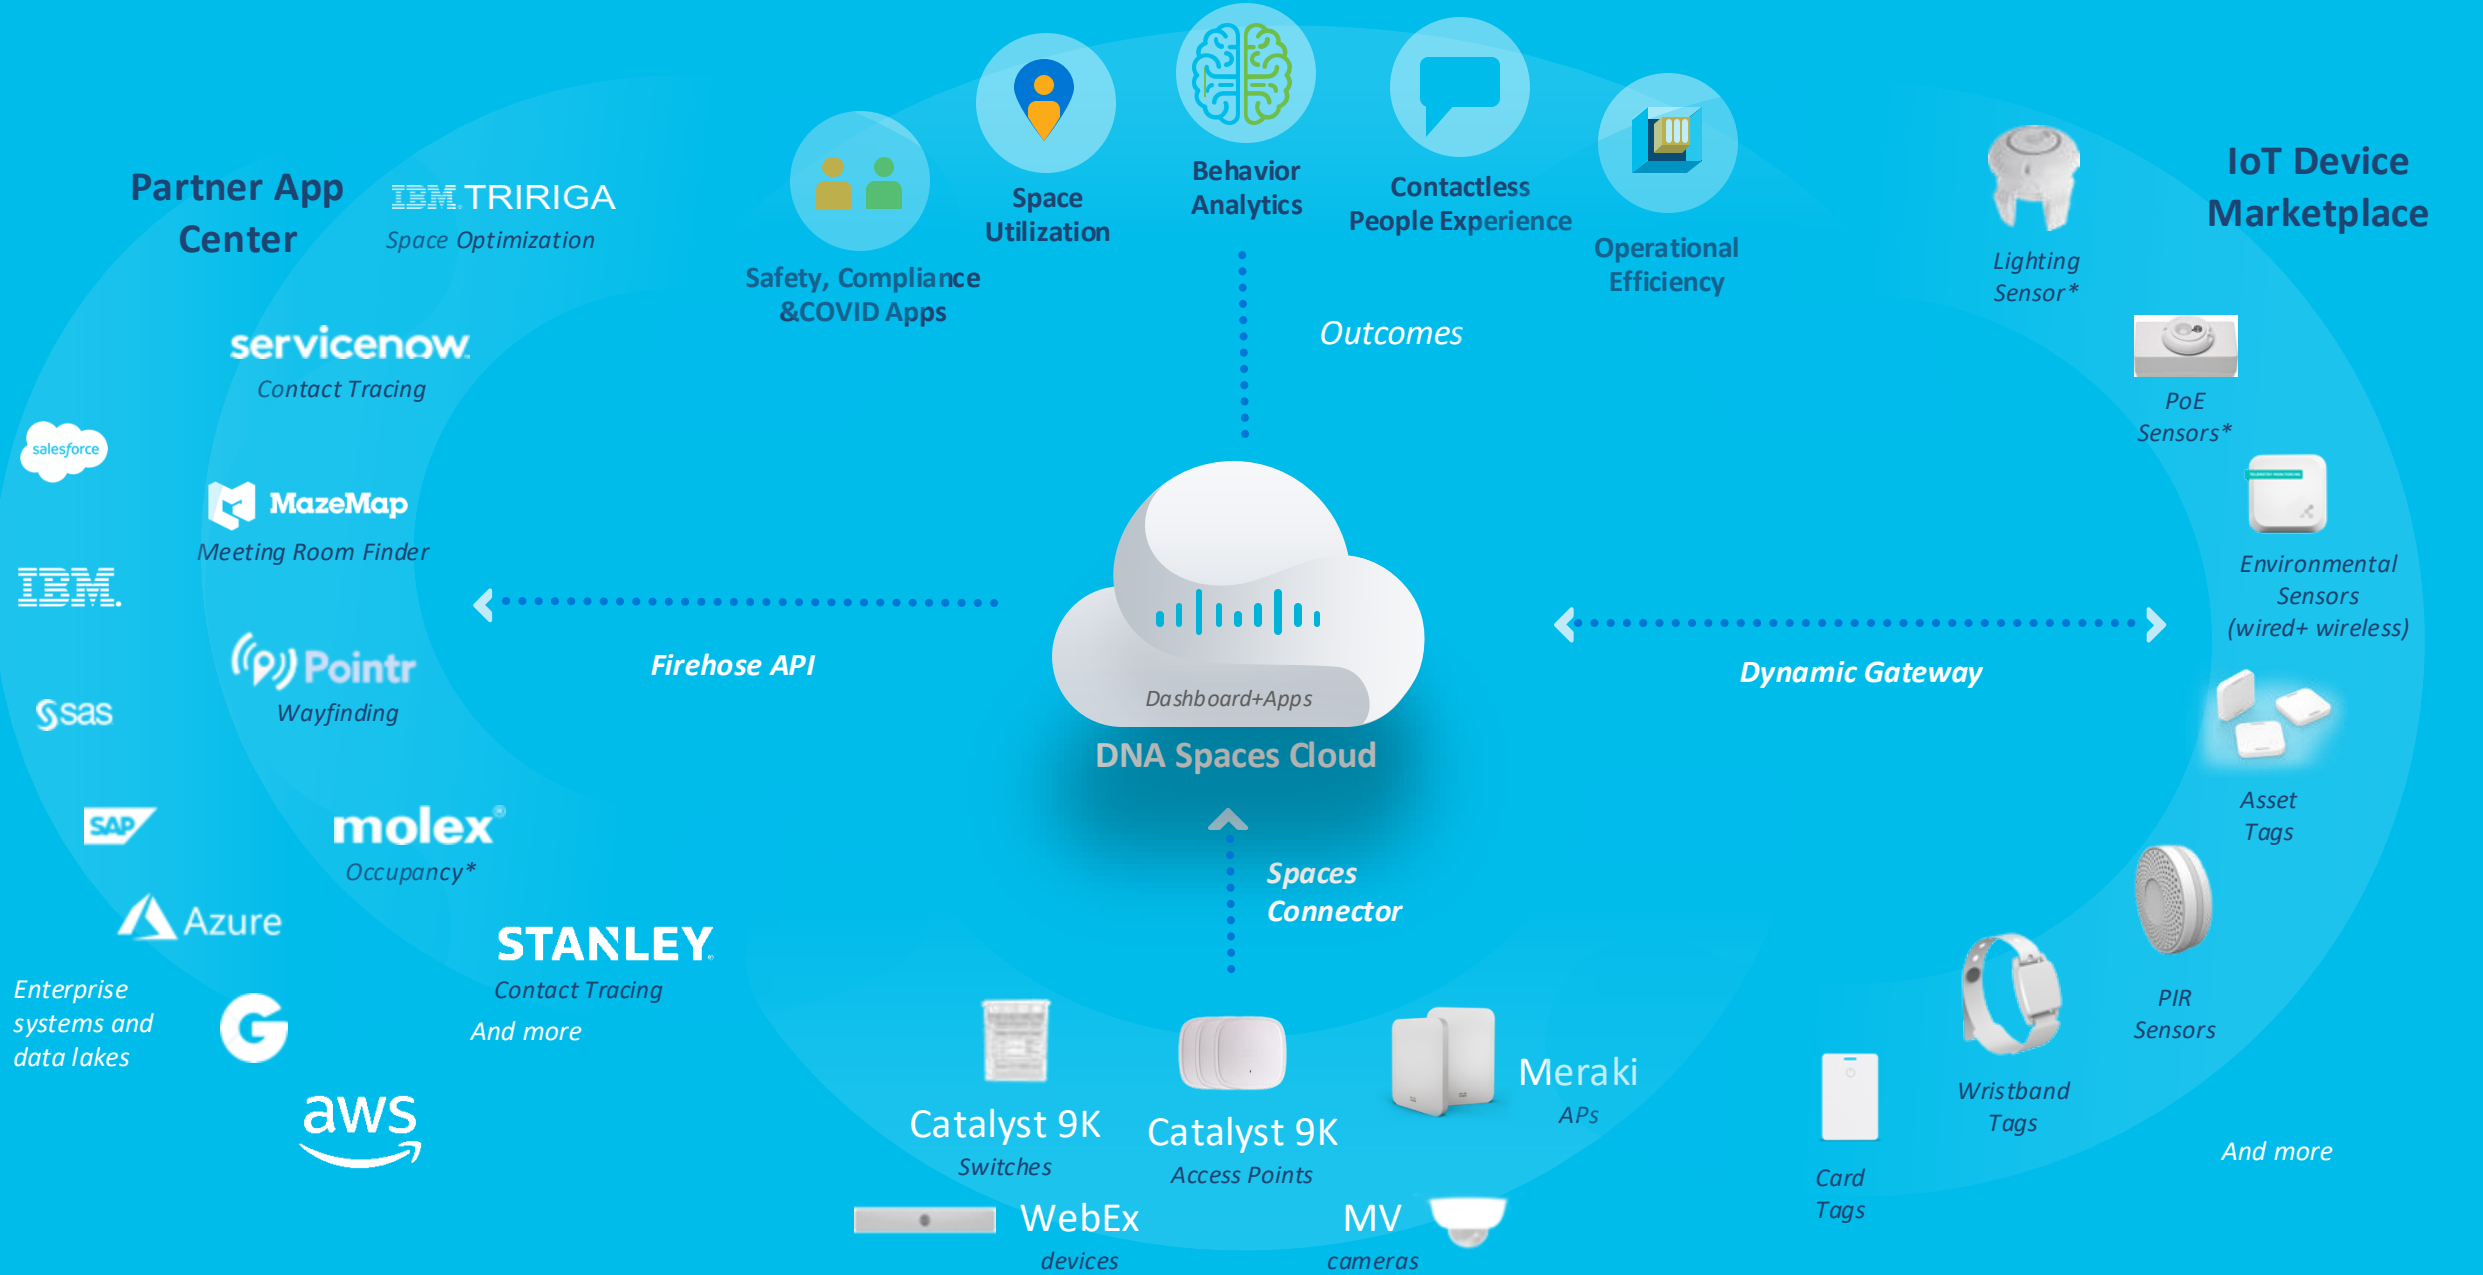 Partner App
Center
IBM. TRIRIGA
Space Optimization
servicenow
Contact Tracing
salesforce
MazeMap
Meeting Room Finder
IBM.
Pointr
Wayfinding
sas
SAP
molex®
Occupancy*
Azure
STANLEY
Contact Tracing
And more
Enterprise
systems and
data lakes
G
aws
Safety, Compliance
&COVID Apps
Space
Utilization
Behavior
Analytics
Contactless
People Experience
Operational
Efficiency
Outcomes
Firehose API
Dashboard+Apps
DNA Spaces Cloud
Dynamic Gateway
Spaces
Connector
Catalyst 9K
Switches
Catalyst 9K
Access Points
Meraki
APs
WebEx
devices
MV
cameras
IoT Device
Marketplace
Lighting
Sensor*
PoE
Sensors*
Environmental
Sensors
(wired+ wireless)
Asset
Tags
PIR
Sensors
Wristband
Tags
Card
Tags
And more